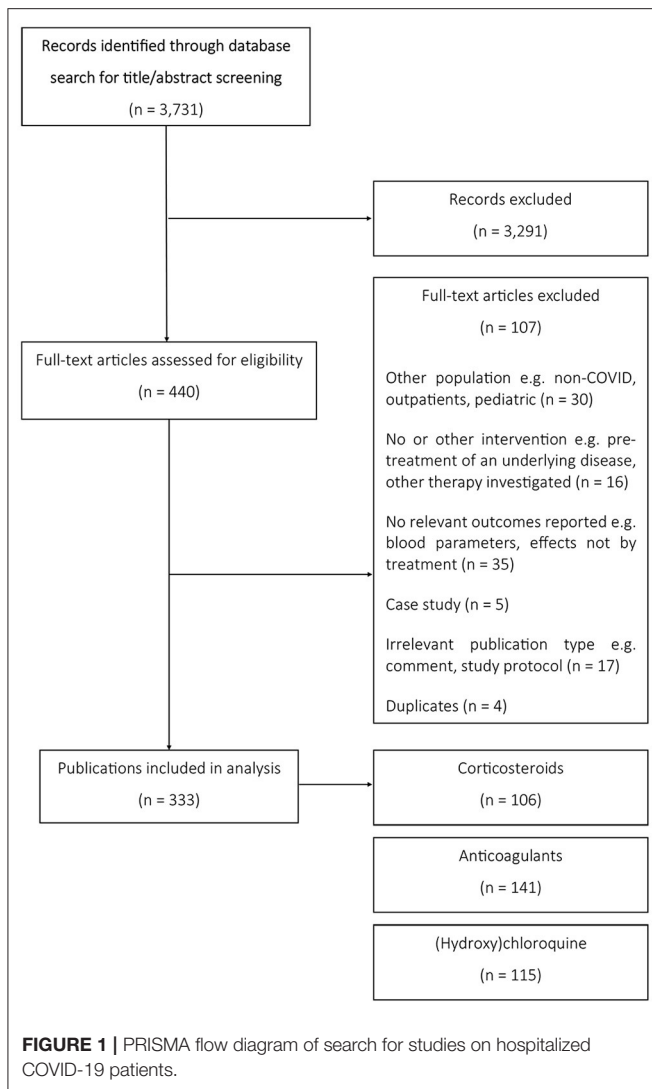 Records identified through database
search for title/abstract screening
(n = 3,731)
Records excluded
(n = 3,291)
Full-text articles assessed for eligibility
(n = 440)
Full-text articles excluded
(n = 107)
Other population e.g. non-COVID,
outpatients, pediatric (n = 30)
No or other intervention e.g. pre-
treatment of an underlying disease,
other therapy investigated (n = 16)
No relevant outcomes reported e.g.
blood parameters, effects not by
treatment (n = 35)
Case study (n = 5)
Irrelevant publication type e.g.
comment, study protocol (n = 17)
Duplicates (n = 4)
Publications included in analysis
(n = 333)
Corticosteroids
(n = 106)
Anticoagulants
(n = 141)
(Hydroxy)chloroquine
(n = 115)
FIGURE 1 | PRISMA flow diagram of search for studies on hospitalized
COVID-19 patients.